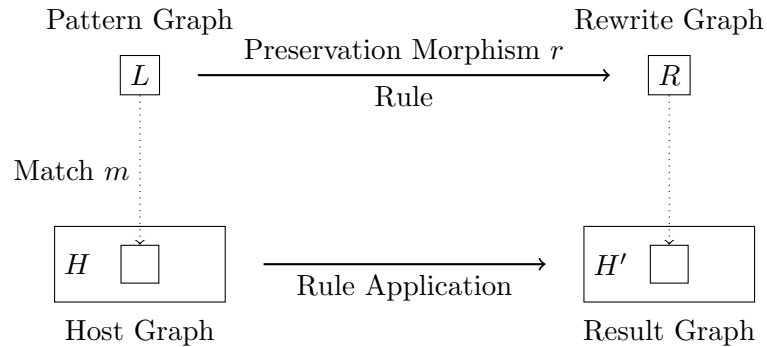 Pattern Graph
Rewrite Graph
Preservation Morphism r
L
R
Rule
Match m
H
H′
Rule Application
Host Graph
Result Graph